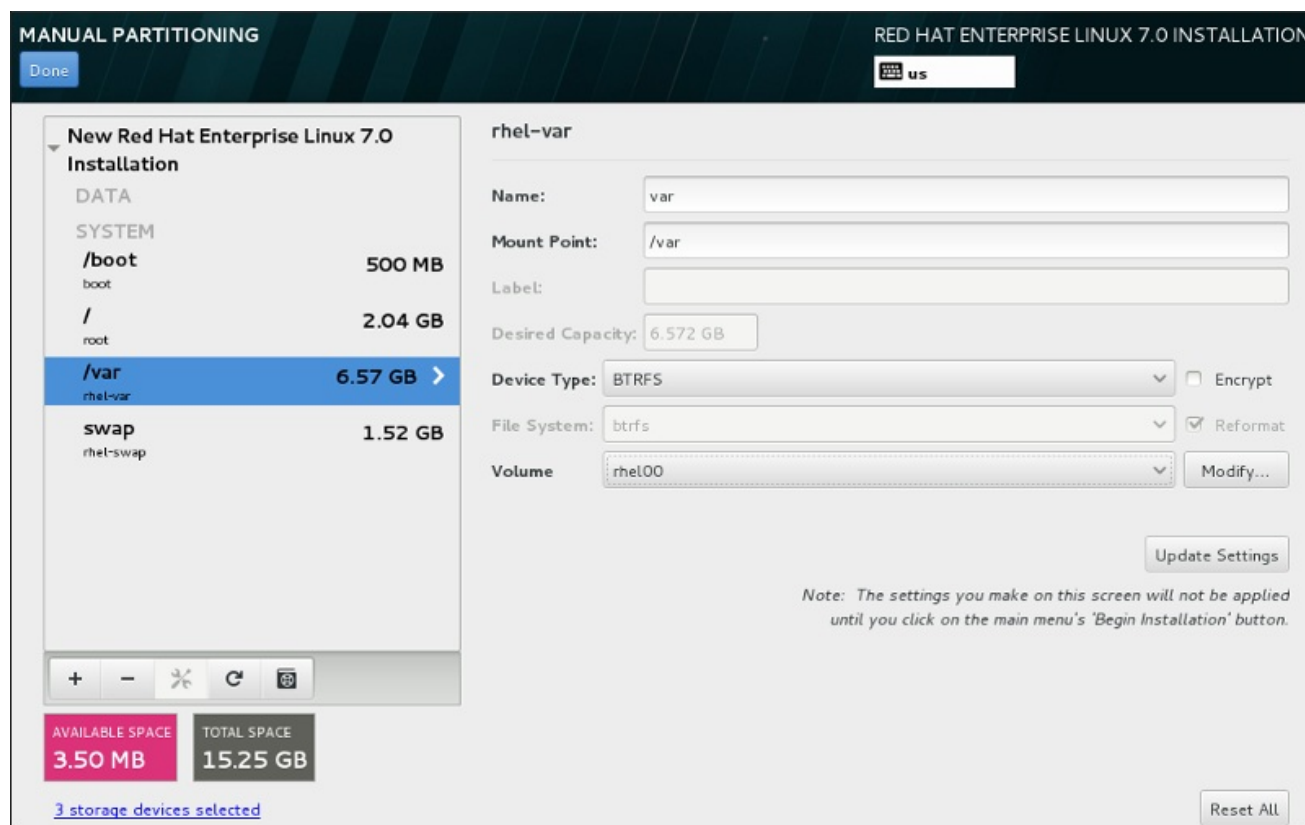 MANUAL PARTITIONING
RED HAT ENTERPRISE LINUX 7.0 INSTALLATION
Done
us
New Red Hat Enterprise Linux 7.0
Installation
DATA
SYSTEM
/boot
500 MB
boot
/
2.04 GB
root
/var
6.57 GB
rhel-var
swap
1.52 GB
rhel-swap
AVAILABLE SPACE
3.50 MB
TOTAL SPACE
15.25 GB
3 storage devices selected
rhel-var
Name:
var
Mount Point:
/var
Label:
Desired Capacity:
6.572 GB
Device Type:
BTRFS
Encrypt
File System:
btrfs
Reformat
Volume
rhel00
Modify...
Update Settings
Note: The settings you make on this screen will not be applied
until you click on the main menu's 'Begin Installation' button.
Reset All